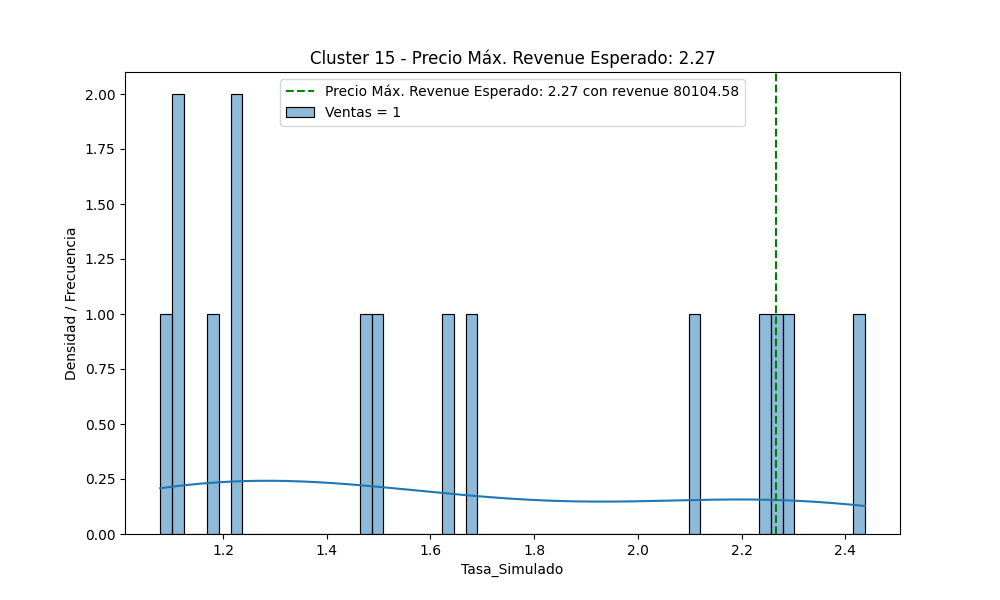 Cluster 15 - Precio Máx. Revenue Esperado: 2.27
Precio Máx. Revenue Esperado: 2.27 con revenue 80104.58
Ventas = 1
Densidad / Frecuencia
2.00
1.75
1.50
1.25
1.00
0.75
0.50
0.25
0.00
1.2 1.4 1.6 1.8 2.0 2.2 2.4
Tasa_Simulado